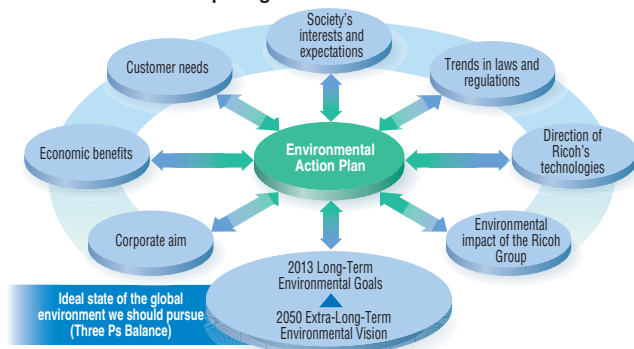 Society's
interests and
expectations
Customer needs
Trends in laws and
regulations
Economic benefits
Environmental
Action Plan
Direction of
Ricoh's
technologies
Corporate aim
Environmental
impact of the Ricoh
Group
2013 Long-Term
Environmental Goals
2050 Extra-Long-Term
Environmental Vision
Ideal state of the global
environment we should pursue
(Three Ps Balance)